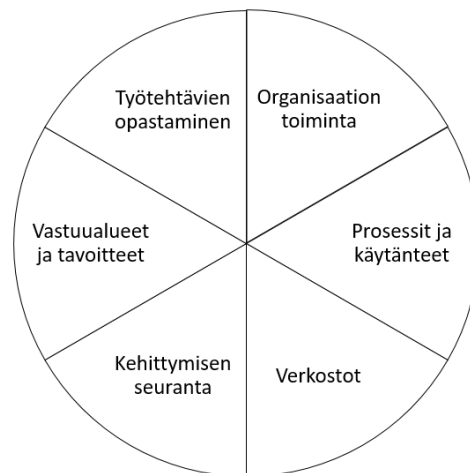 Työtehtävien
opastaminen
Organisaation
toiminta
Vastuualueet
ja tavoitteet
Prosessit ja
käytänteet
Kehittymisen
seuranta
Verkostot